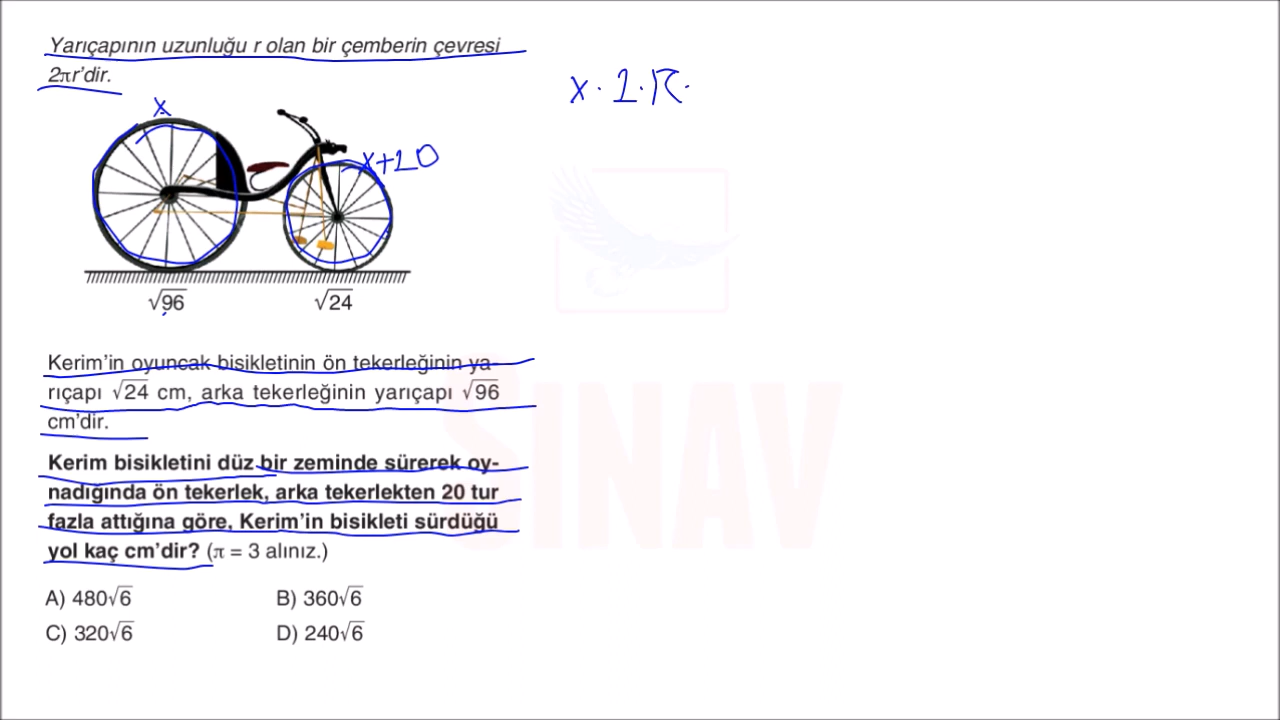 Yarıçapının uzunluğu r olan bir çemberin çevresi
2πr'dir.
x · 2 · π ·
x
x+20
√96
√24
Kerim'in oyuncak bisikletinin ön tekerleğinin ya-
rıçapı √24 cm, arka tekerleğinin yarıçapı √96
cm'dir.
Kerim bisikletini düz bir zeminde sürerek oy-
nadığında ön tekerlek, arka tekerlekten 20 tur
fazla attığına göre, Kerim'in bisikleti sürdüğü
yol kaç cm'dir? (π = 3 alınız.)
A) 480√6
B) 360√6
C) 320√6
D) 240√6
SINAV